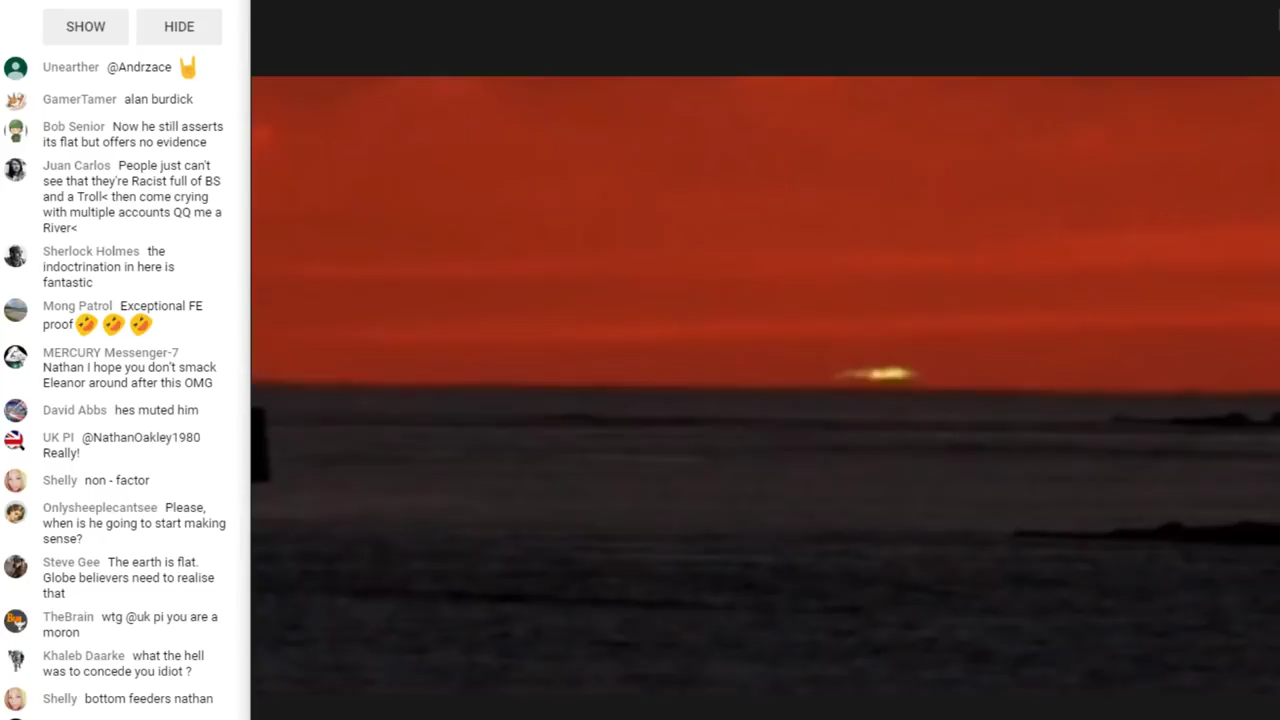 SHOW HIDE
Unearther @Andrzace
GamerTamer alan burdick
Bob Senior Now he still asserts
its flat but offers no evidence
Juan Carlos People just can't
see that they're Racist full of BS
and a Troll< then come crying
with multiple accounts QQ me a
River<
Sherlock Holmes the
indoctrination in here is
fantastic
Mong Patrol Exceptional FE
proof
MERCURY Messenger-7
Nathan I hope you don't smack
Eleanor around after this OMG
David Abbs hes muted him
UK PI @NathanOakley1980
Really!
Shelly non - factor
Onlysheeplecantsee Please,
when is he going to start making
sense?
Steve Gee The earth is flat.
Globe believers need to realise
that
TheBrain wtg @uk pi you are a
moron
Khaleb Daarke what the hell
was to concede you idiot ?
Shelly bottom feeders nathan